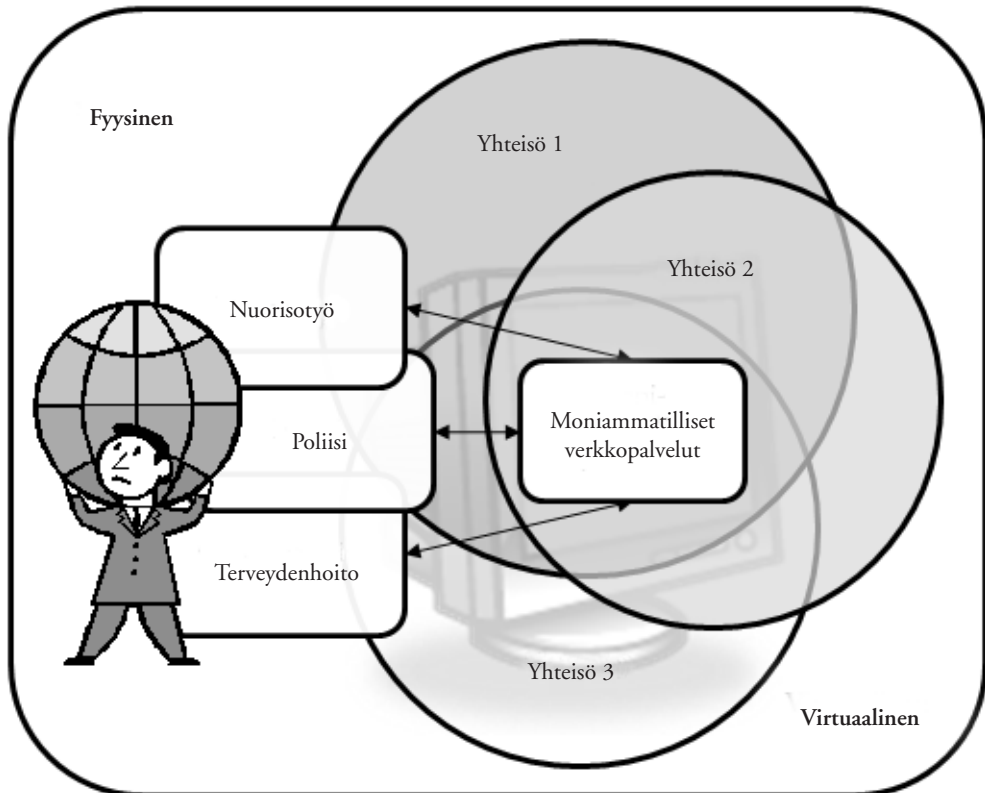 Fyysinen
Yhteisö 1
Yhteisö 2
Nuorisotyö
Poliisi
Moniammatilliset
verkkopalvelut
Terveydenhoito
Yhteisö 3
Virtuaalinen